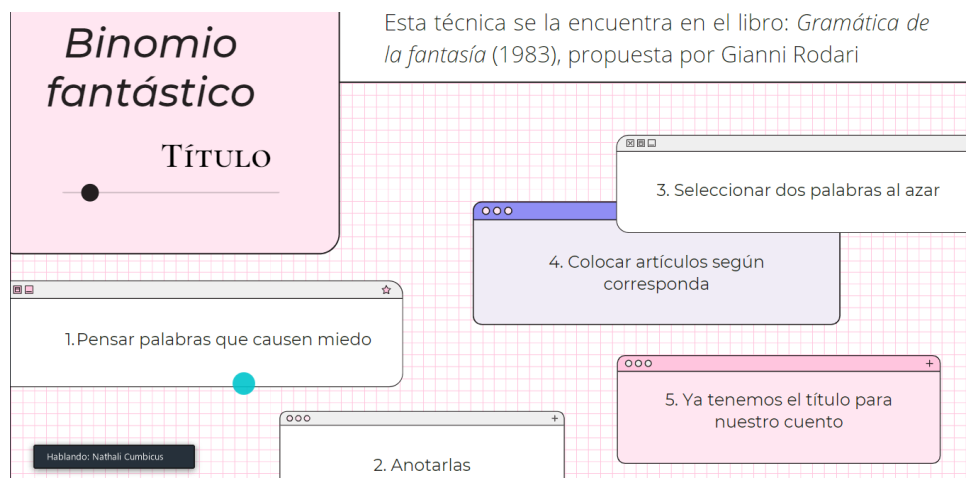 Binomio
fantástico
TÍTULO
Esta técnica se la encuentra en el libro: Gramática de
la fantasía (1983), propuesta por Gianni Rodari
1. Pensar palabras que causen miedo
2. Anotarlas
3. Seleccionar dos palabras al azar
4. Colocar artículos según
corresponda
5. Ya tenemos el título para
nuestro cuento
Hablando: Nathali Cumbicus